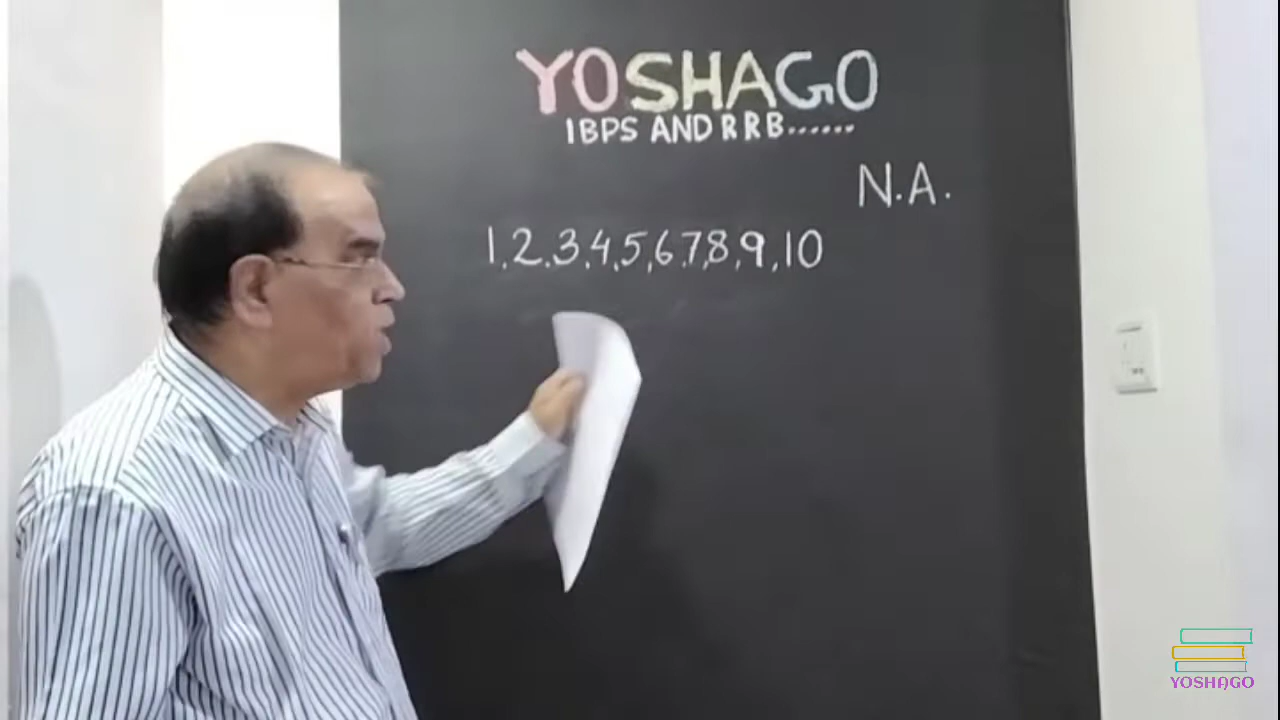 YOSHAGO
IBPS AND RRB......
N.A.
1,2,3,4,5,6,7,8,9,10
YOSHAGO